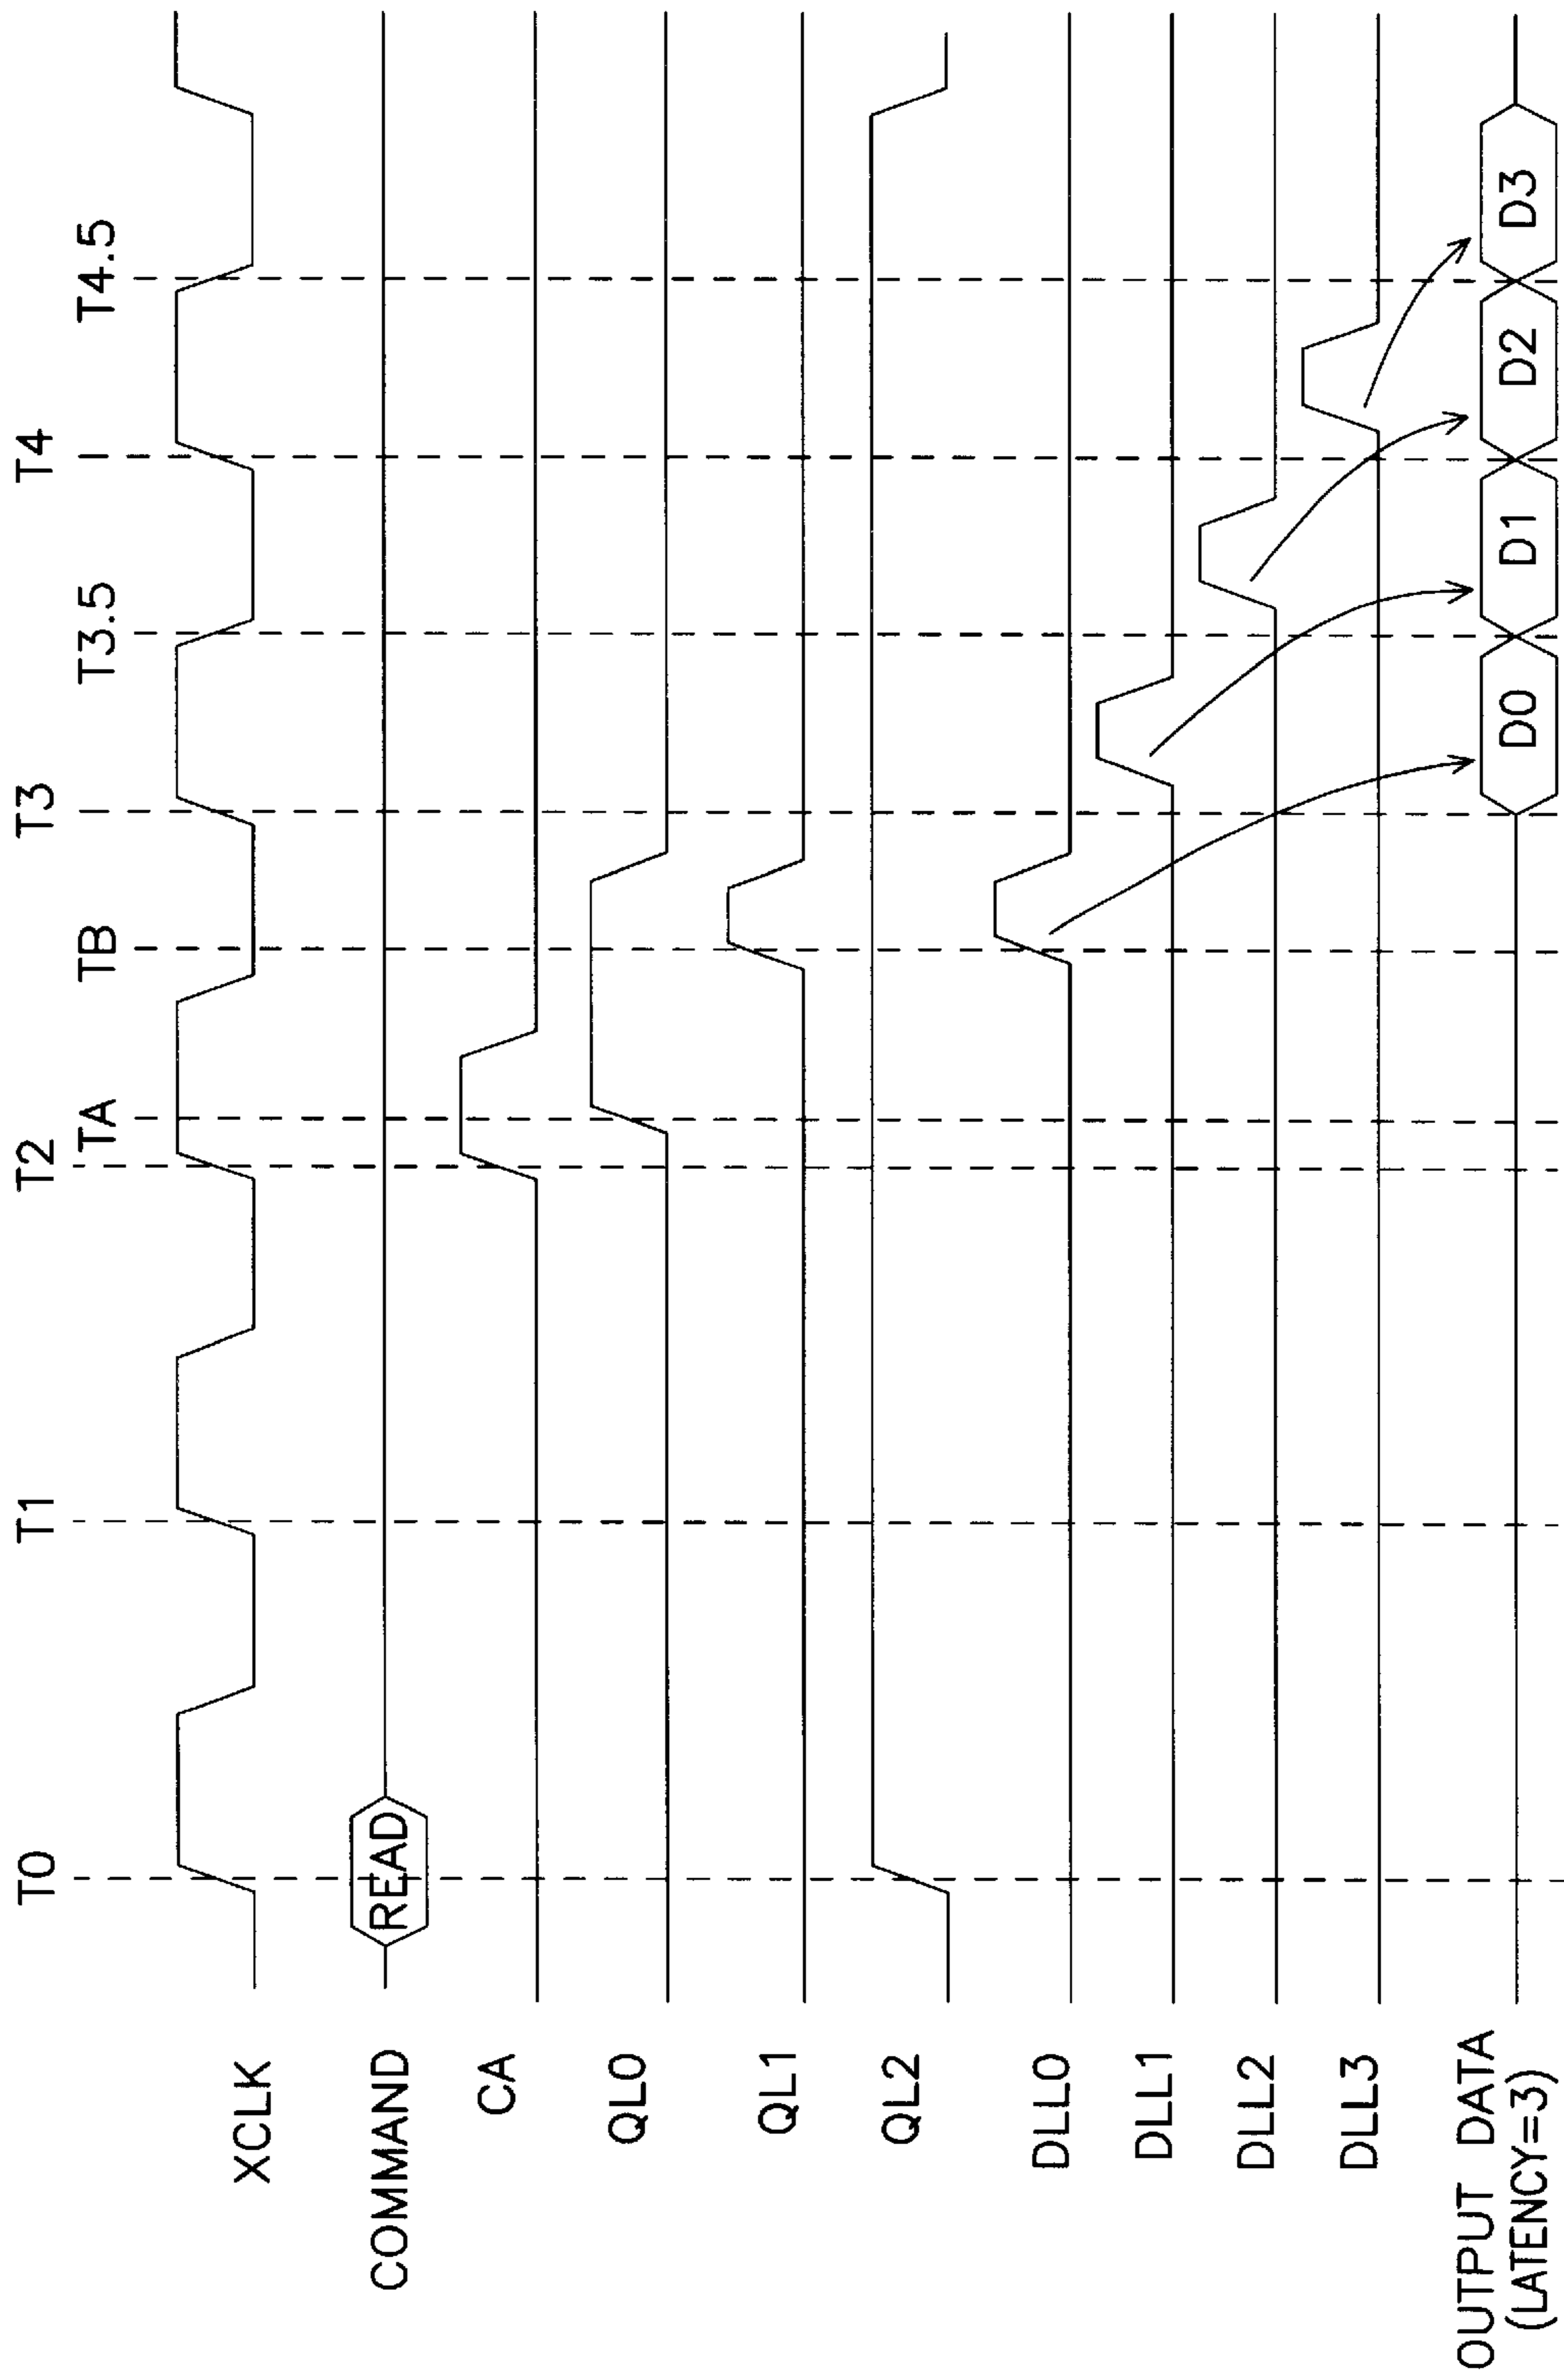 T0 T1 T2 T3 T4
TA TB T3.5 T4.5
XCLK
COMMAND READ
CA
QL0
QL1
QL2
DLL0
DLL1
DLL2
DLL3
OUTPUT DATA
(LATENCY=3) D0 D1 D2 D3